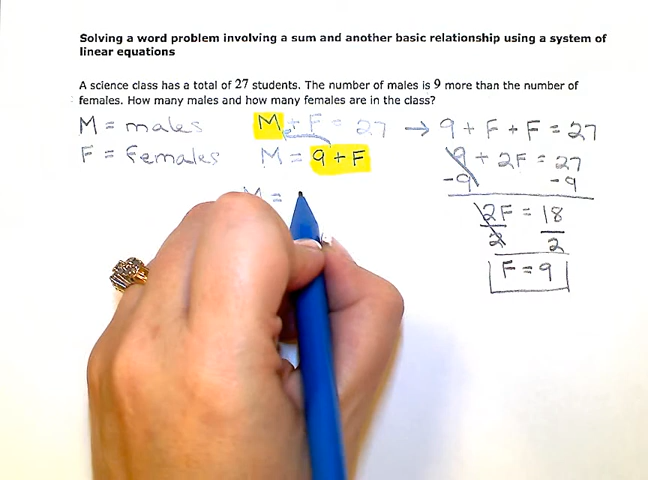 Solving a word problem involving a sum and another basic relationship using a system of
linear equations
A science class has a total of 27 students. The number of males is 9 more than the number of
females. How many males and how many females are in the class?
M = males
F = females
M + F = 27 → 9 + F + F = 27
M = 9 + F
9 + 2F = 27
-9 -9
2F = 18
2 2
F = 9
M =